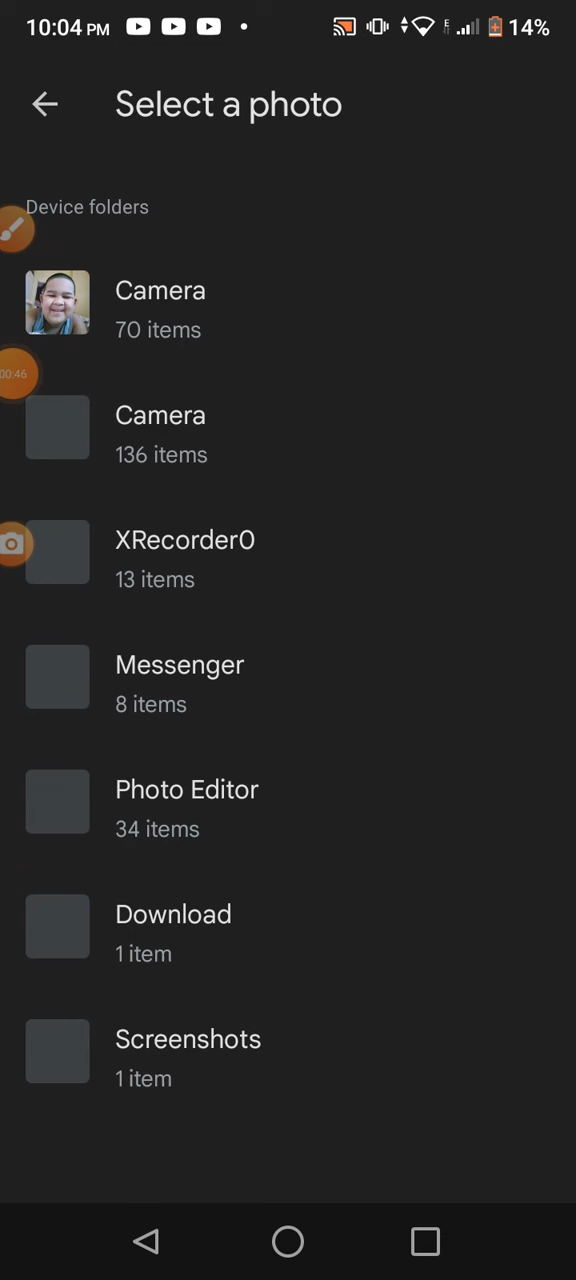 10:04 PM
E
14%
Select a photo
Device folders
Camera
70 items
00:46
Camera
136 items
XRecorder0
13 items
Messenger
8 items
Photo Editor
34 items
Download
1 item
Screenshots
1 item